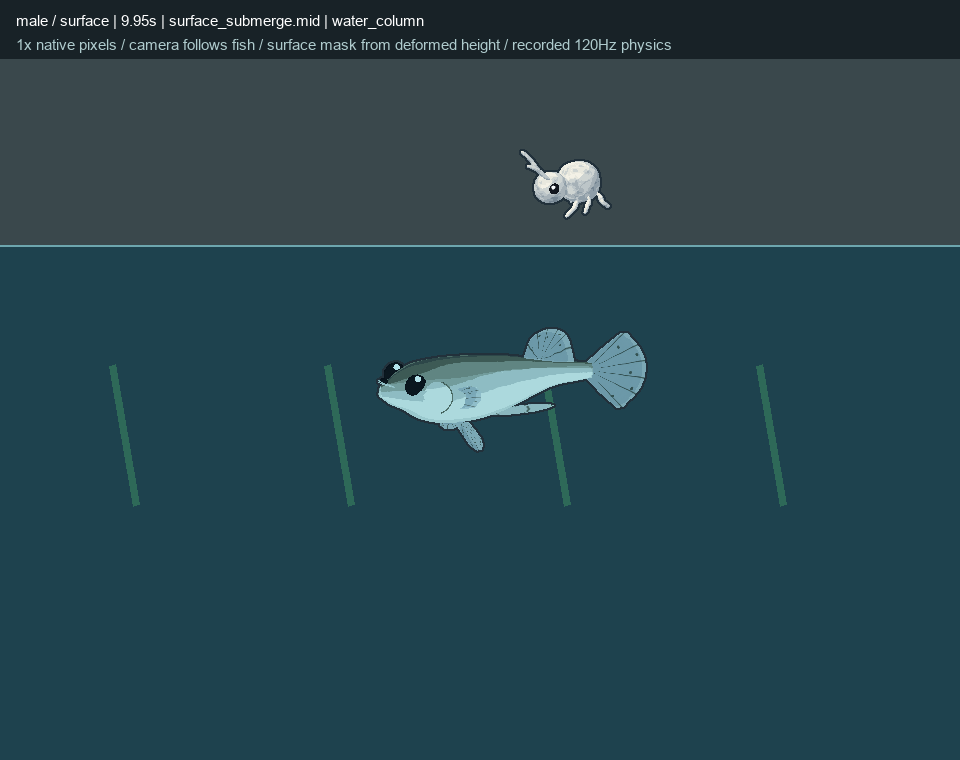 male / surface | 9.95s | surface_submerge.mid | water_column
1x native pixels / camera follows fish / surface mask from deformed height / recorded 120Hz physics